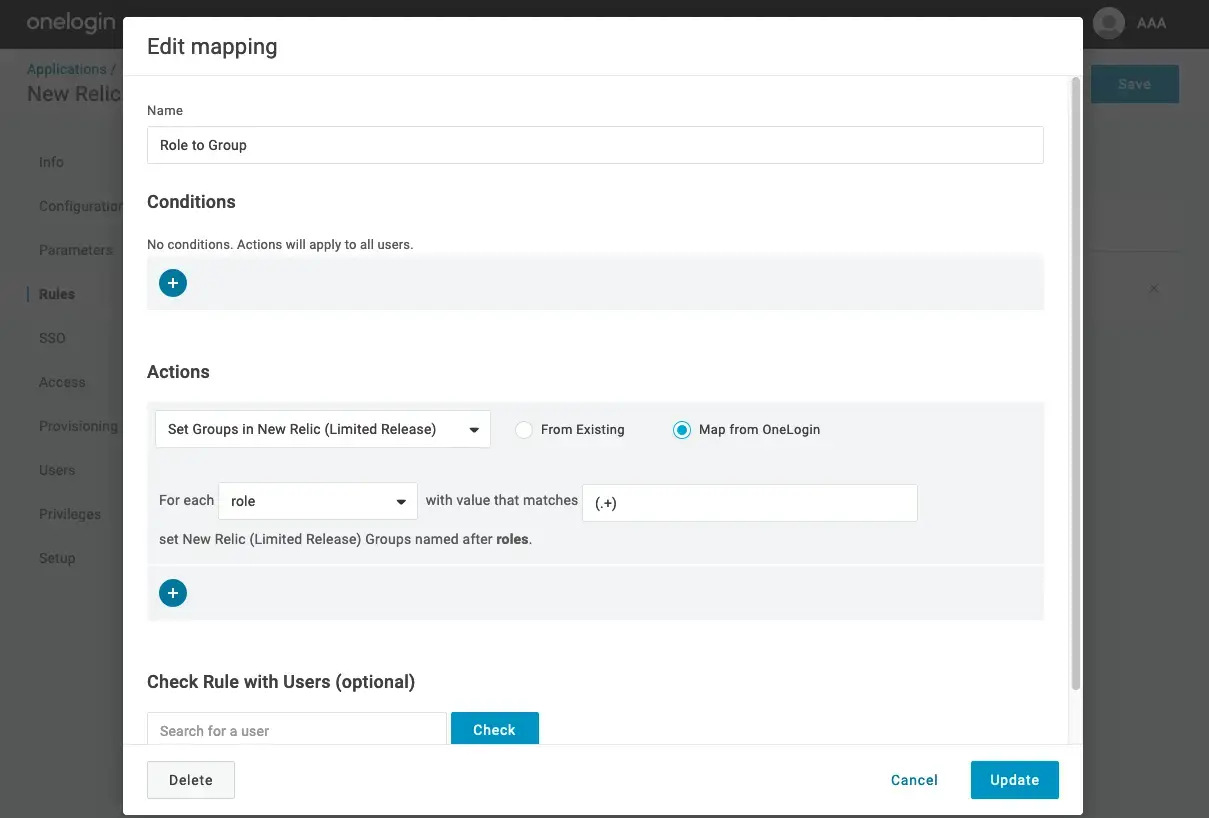 onelogin
AAA
Edit mapping
Applications /
New Relic
Save
Name
Role to Group
Info
Configuration
Parameters
Rules
SSO
Access
Provisioning
Users
Privileges
Setup
Conditions
No conditions. Actions will apply to all users.
+
Actions
Set Groups in New Relic (Limited Release) From Existing Map from OneLogin
For each role with value that matches (.+)
set New Relic (Limited Release) Groups named after roles.
+
Check Rule with Users (optional)
Search for a user Check
Delete Cancel Update